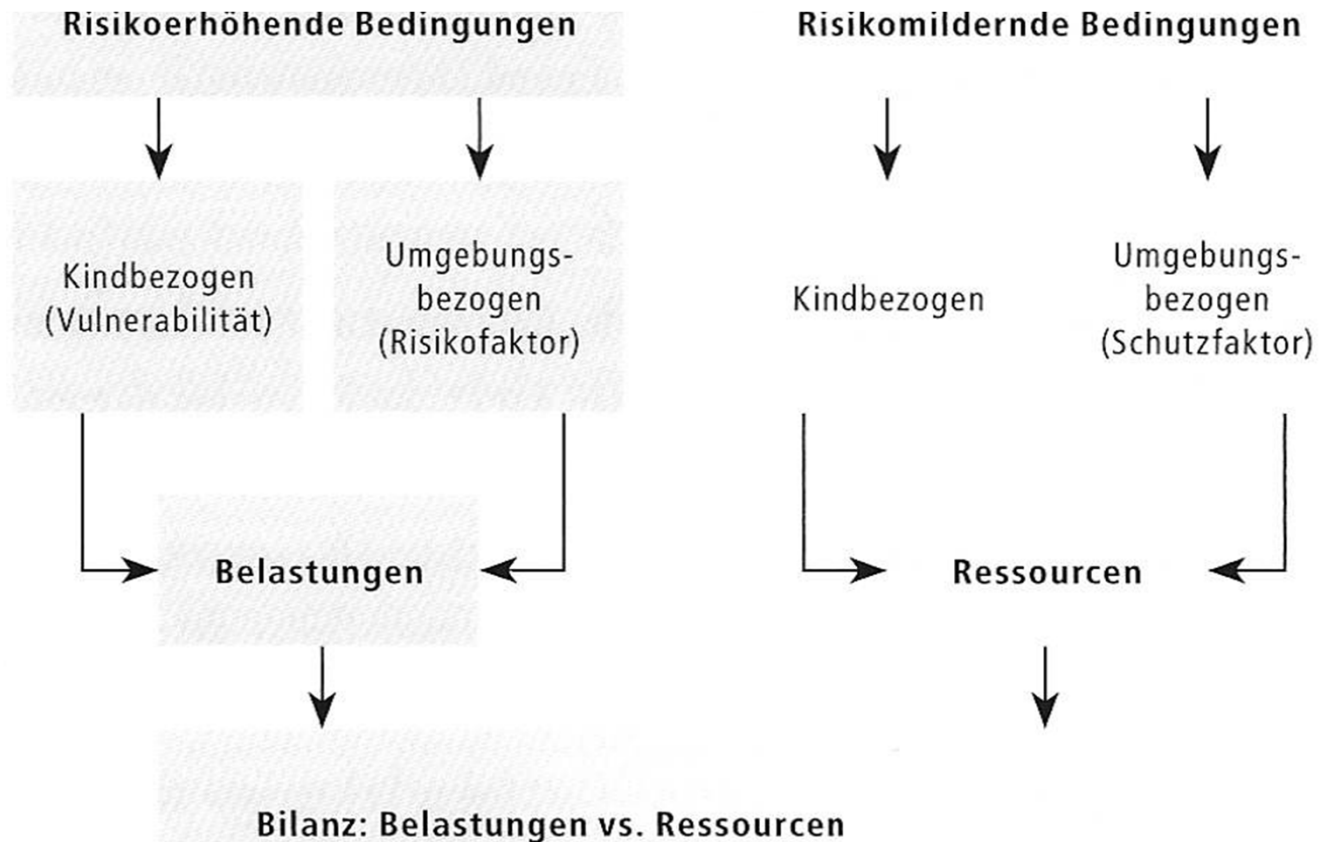 Risikoerhöhende Bedingungen
Risikomildernde Bedingungen
Kindbezogen
(Vulnerabilität)
Umgebungs-
bezogen
(Risikofaktor)
Kindbezogen
Umgebungs-
bezogen
(Schutzfaktor)
Belastungen
Ressourcen
Bilanz: Belastungen vs. Ressourcen